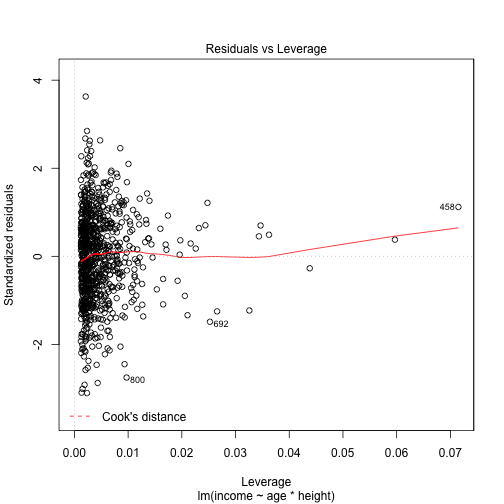 Residuals vs Leverage
4
2
0
-2
Standardized residuals
458
692
800
Cook's distance
0.00 0.01 0.02 0.03 0.04 0.05 0.06 0.07
Leverage
lm(income ~ age * height)